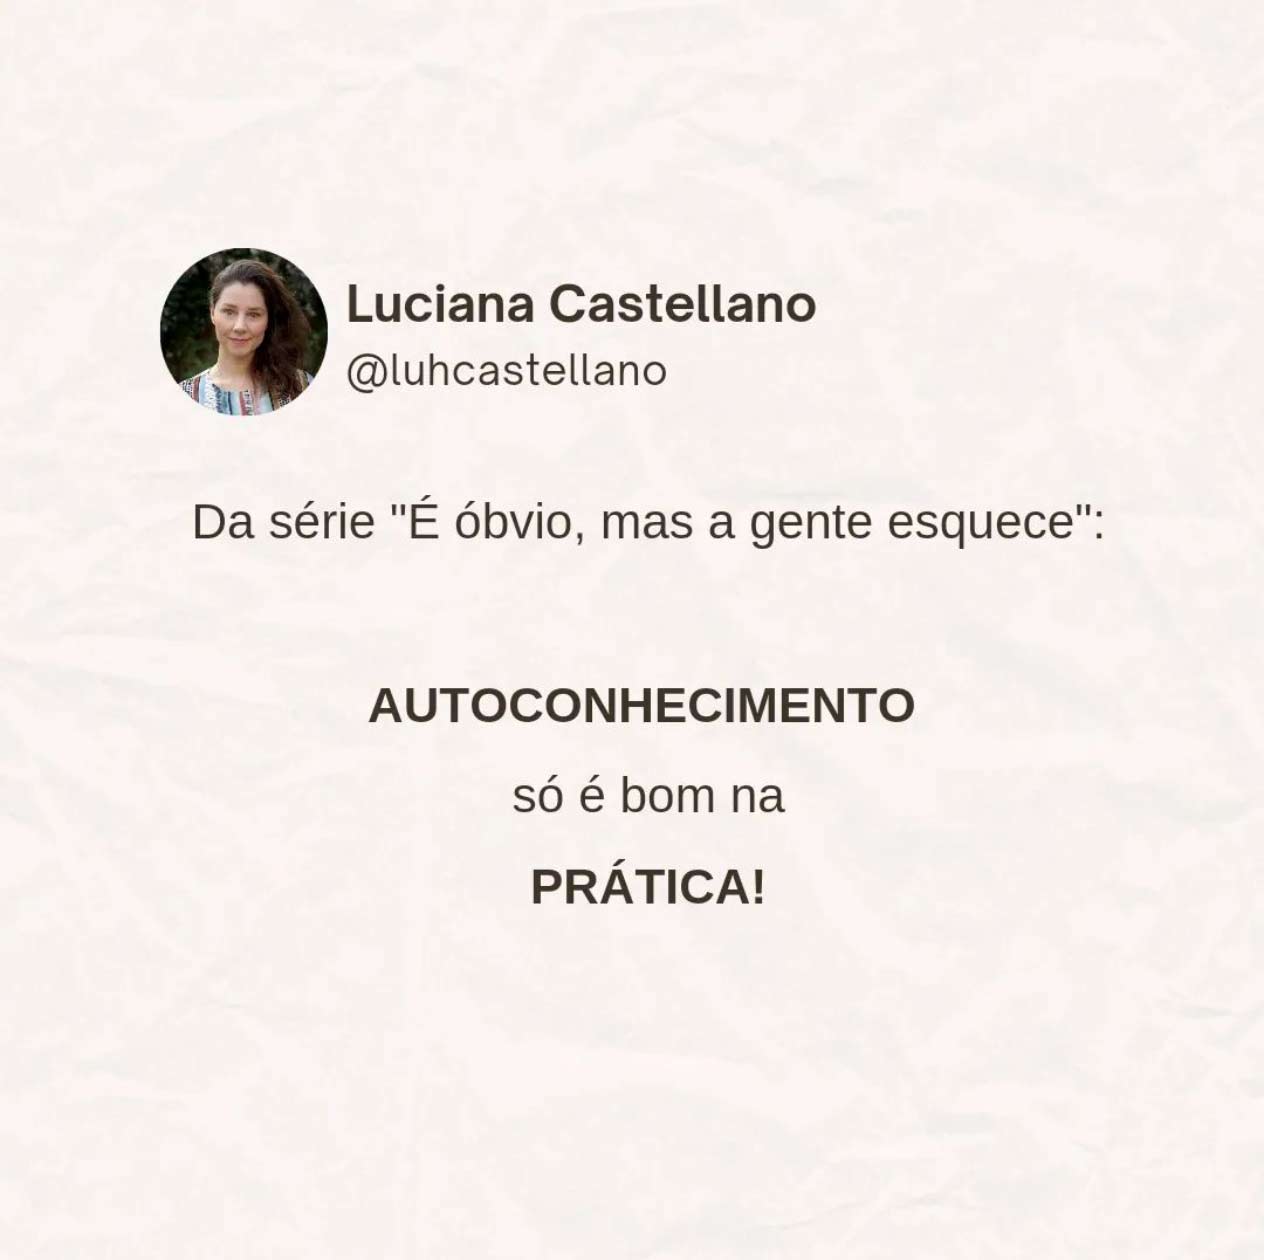 Luciana Castellano
@luhcastellano
Da série "É óbvio, mas a gente esquece":
AUTOCONHECIMENTO
só é bom na
PRÁTICA!